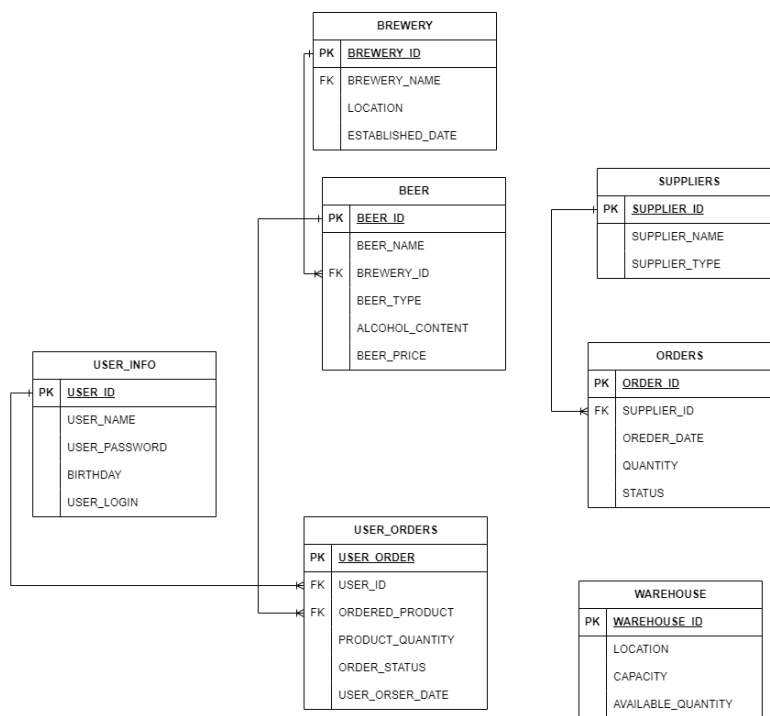 BREWERY
PK BREWERY_ID
FK BREWERY_NAME
LOCATION
ESTABLISHED_DATE
BEER
PK BEER_ID
BEER_NAME
FK BREWERY_ID
BEER_TYPE
ALCOHOL_CONTENT
BEER_PRICE
SUPPLIERS
PK SUPPLIER_ID
SUPPLIER_NAME
SUPPLIER_TYPE
USER_INFO
PK USER_ID
USER_NAME
USER_PASSWORD
BIRTHDAY
USER_LOGIN
ORDERS
PK ORDER_ID
FK SUPPLIER_ID
OREDER_DATE
QUANTITY
STATUS
USER_ORDERS
PK USER_ORDER
FK USER_ID
FK ORDERED_PRODUCT
PRODUCT_QUANTITY
ORDER_STATUS
USER_ORSER_DATE
WAREHOUSE
PK WAREHOUSE_ID
LOCATION
CAPACITY
AVAILABLE_QUANTITY